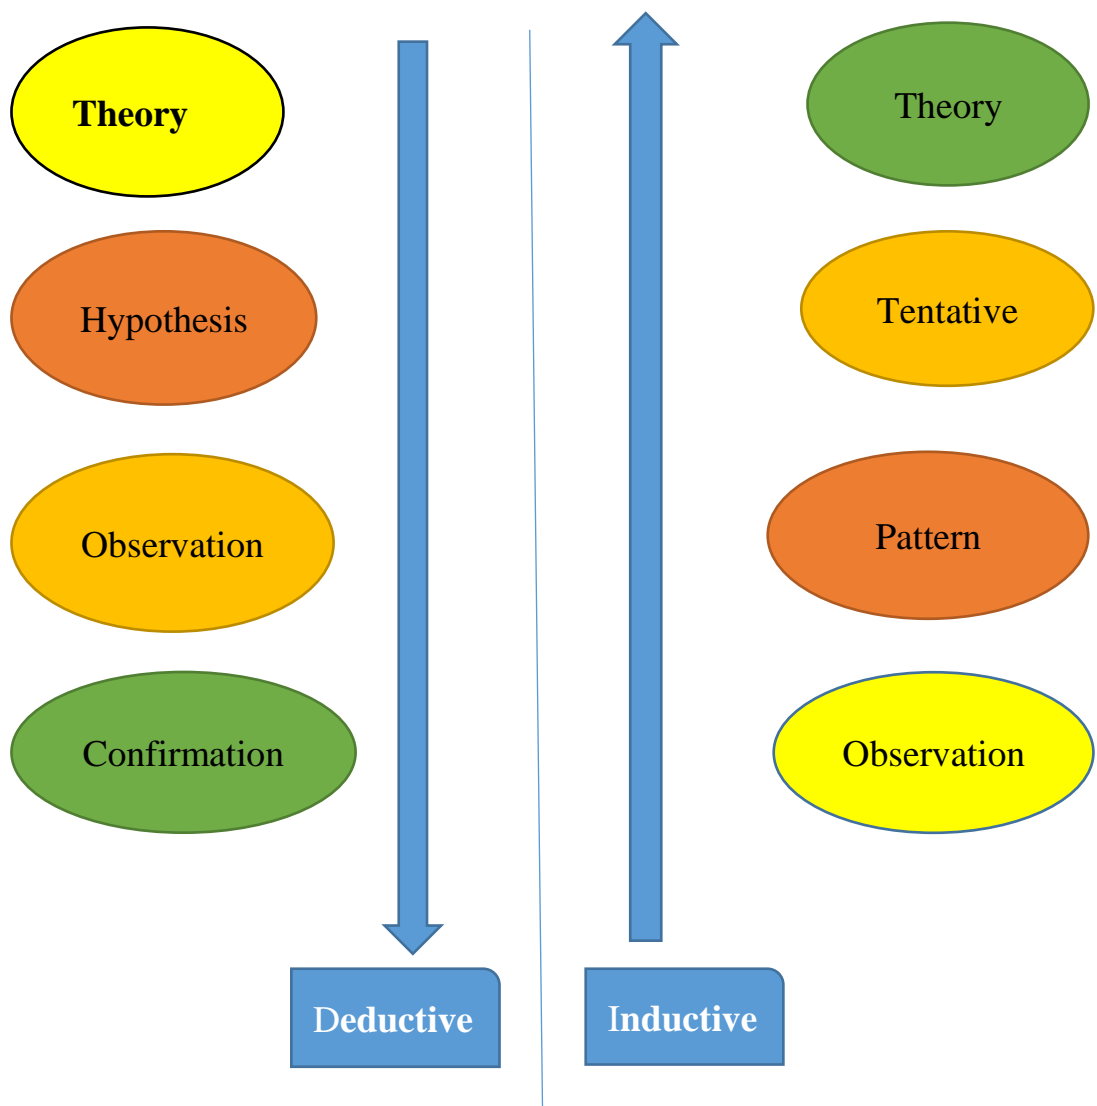 Theory
Hypothesis
Observation
Confirmation
Deductive
Theory
Tentative
Pattern
Observation
Inductive